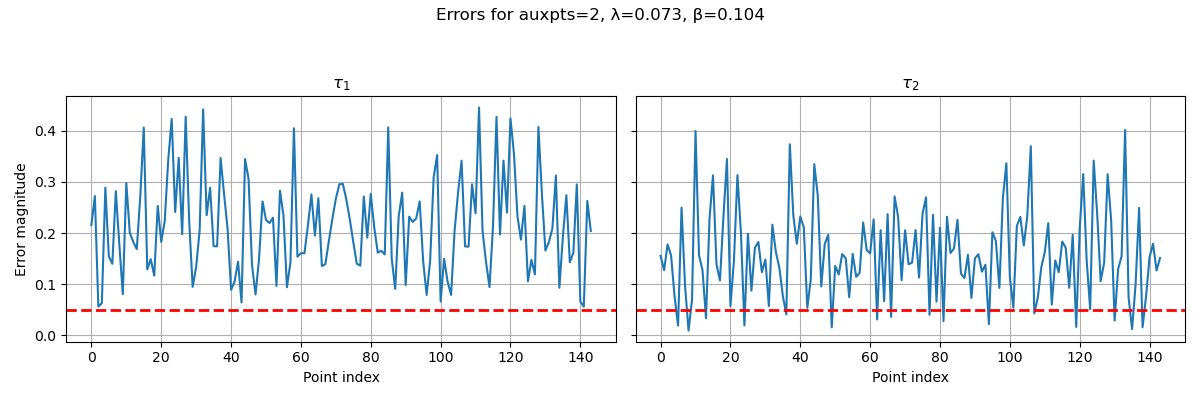 Errors for auxpts=2, λ=0.073, β=0.104
τ₁
τ₂
Error magnitude
0.4
0.3
0.2
0.1
0.0
0 20 40 60 80 100 120 140
0 20 40 60 80 100 120 140
Point index
Point index